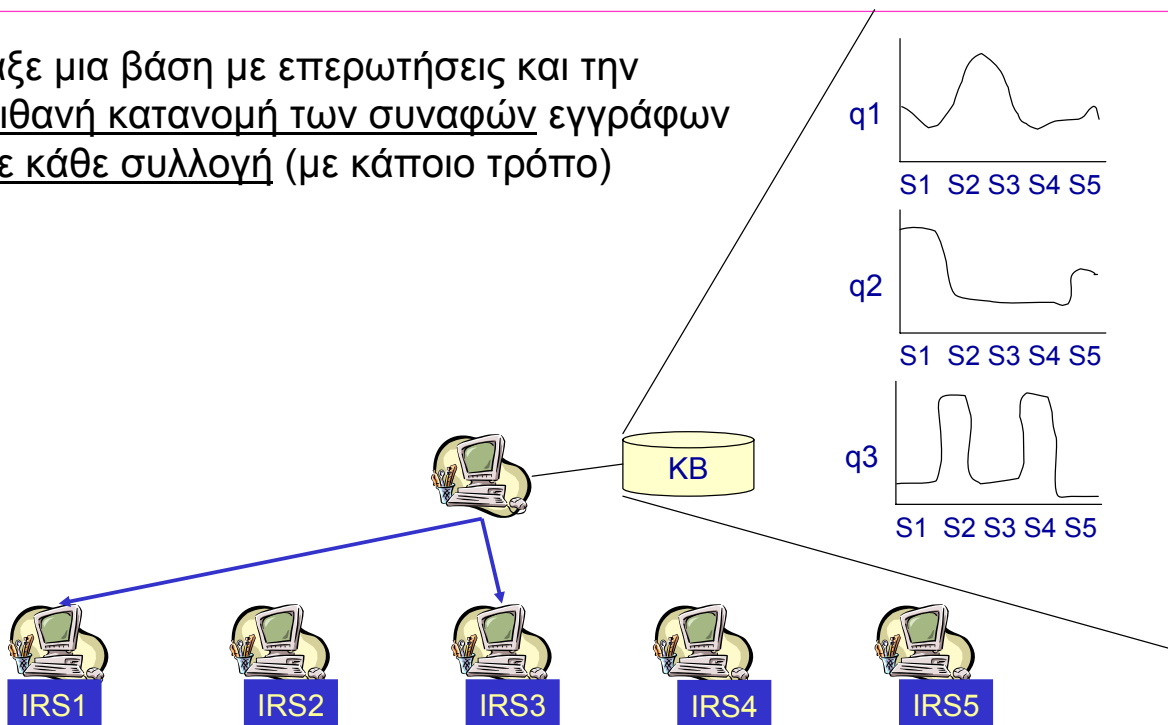 μια βάση με επερωτήσεις και την
κατανομή των συναφών εγγράφων
κάθε συλλογή (με κάποιο τρόπο)
q1
S1 S2 S3 S4 S5
q2
S1 S2 S3 S4 S5
q3
S1 S2 S3 S4 S5
KB
IRS1 IRS2 IRS3 IRS4 IRS5